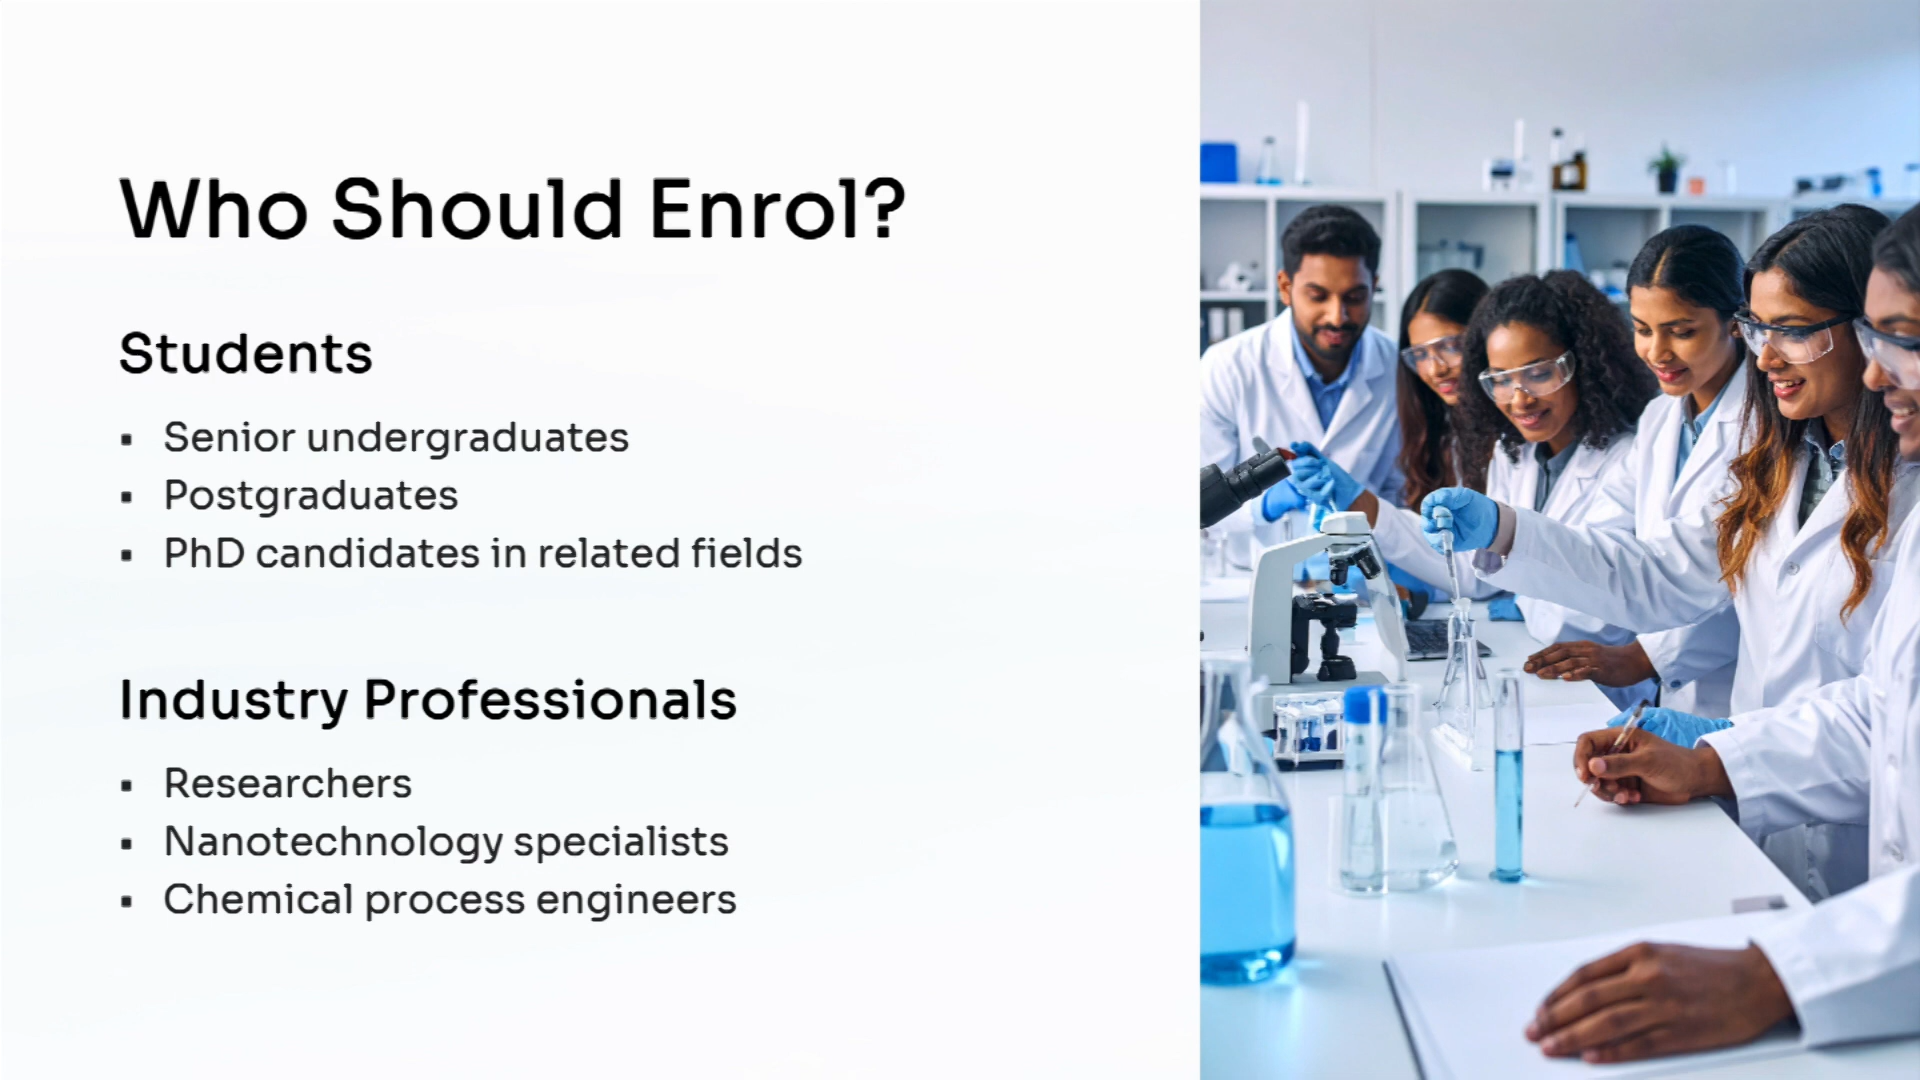 Who Should Enrol?
Students
▪ Senior undergraduates
▪ Postgraduates
▪ PhD candidates in related fields
Industry Professionals
▪ Researchers
▪ Nanotechnology specialists
▪ Chemical process engineers